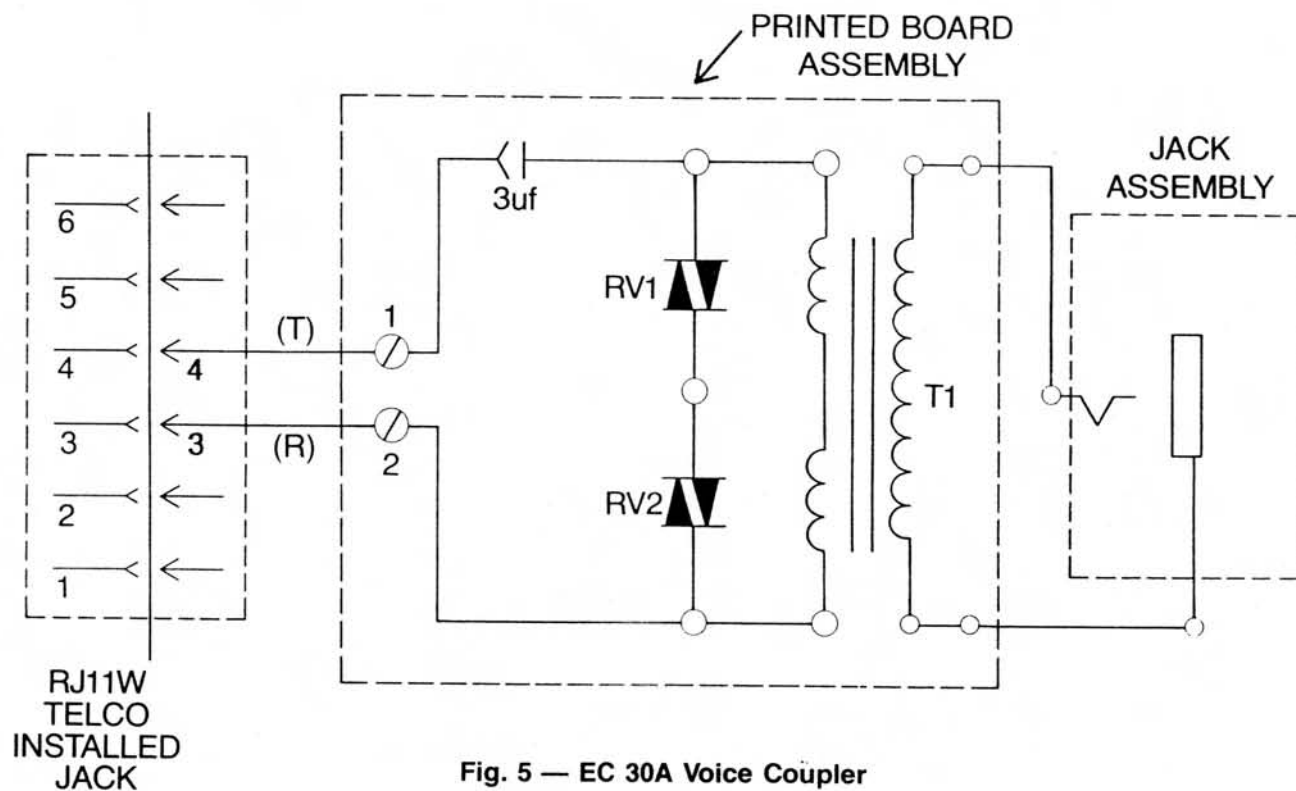 PRINTED BOARD
ASSEMBLY
JACK
ASSEMBLY
3uf
6
5
4
3
2
1
(T)
4
(R)
3
1
2
RV1
RV2
T1
RJ11W
TELCO
INSTALLED
JACK
Fig. 5 — EC 30A Voice Coupler